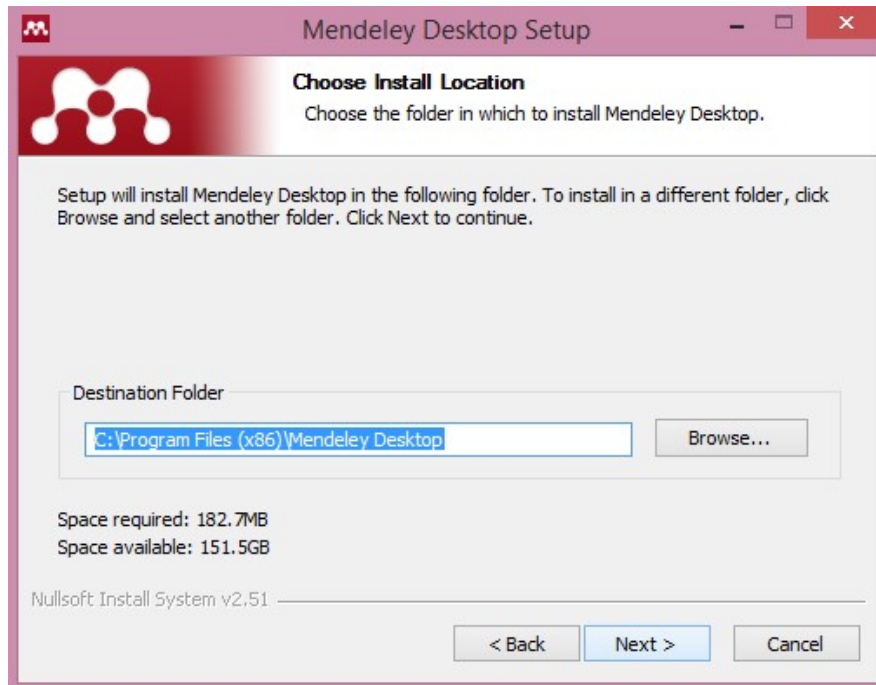 Mendeley Desktop Setup
Choose Install Location
Choose the folder in which to install Mendeley Desktop.
Setup will install Mendeley Desktop in the following folder. To install in a different folder, click
Browse and select another folder. Click Next to continue.
Destination Folder
C:\Program Files (x86)\Mendeley Desktop
Browse...
Space required: 182.7MB
Space available: 151.5GB
Nullsoft Install System v2.51
< Back
Next >
Cancel